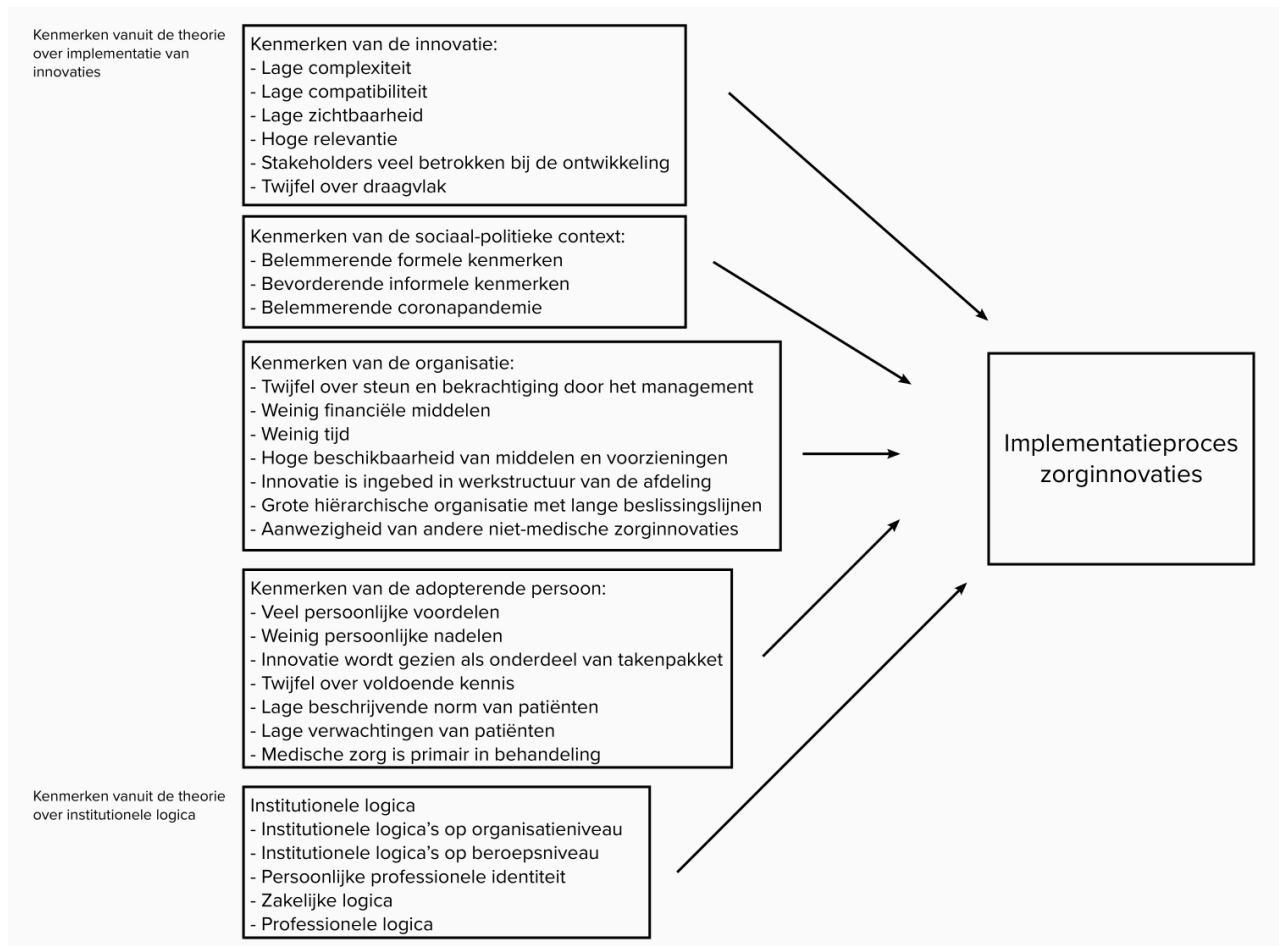 Kenmerken vanuit de theorie
over implementatie van
innovaties
Kenmerken van de innovatie:
- Lage complexiteit
- Lage compatibiliteit
- Lage zichtbaarheid
- Hoge relevantie
- Stakeholders veel betrokken bij de ontwikkeling
- Twijfel over draagvlak
Kenmerken van de sociaal-politieke context:
- Belemmerende formele kenmerken
- Bevorderende informele kenmerken
- Belemmerende coronapandemie
Kenmerken van de organisatie:
- Twijfel over steun en bekrachtiging door het management
- Weinig financiële middelen
- Weinig tijd
- Hoge beschikbaarheid van middelen en voorzieningen
- Innovatie is ingebed in werkstructuur van de afdeling
- Grote hiërarchische organisatie met lange beslissingslijnen
- Aanwezigheid van andere niet-medische zorginnovaties
Kenmerken van de adopterende persoon:
- Veel persoonlijke voordelen
- Weinig persoonlijke nadelen
- Innovatie wordt gezien als onderdeel van takenpakket
- Twijfel over voldoende kennis
- Lage beschrijvende norm van patiënten
- Lage verwachtingen van patiënten
- Medische zorg is primair in behandeling
Kenmerken vanuit de theorie
over institutionele logica
Institutionele logica
- Institutionele logica’s op organisatieniveau
- Institutionele logica’s op beroepsniveau
- Persoonlijke professionele identiteit
- Zakelijke logica
- Professionele logica
Implementatieproces
zorginnovaties